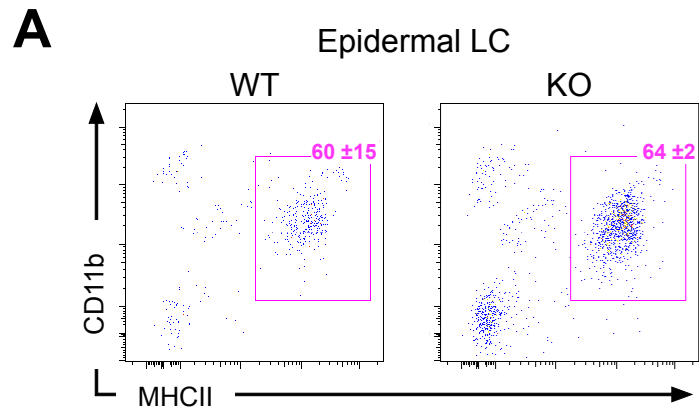 A
Epidermal LC
WT
KO
60 ±15
64 ±2
CD11b
MHCII